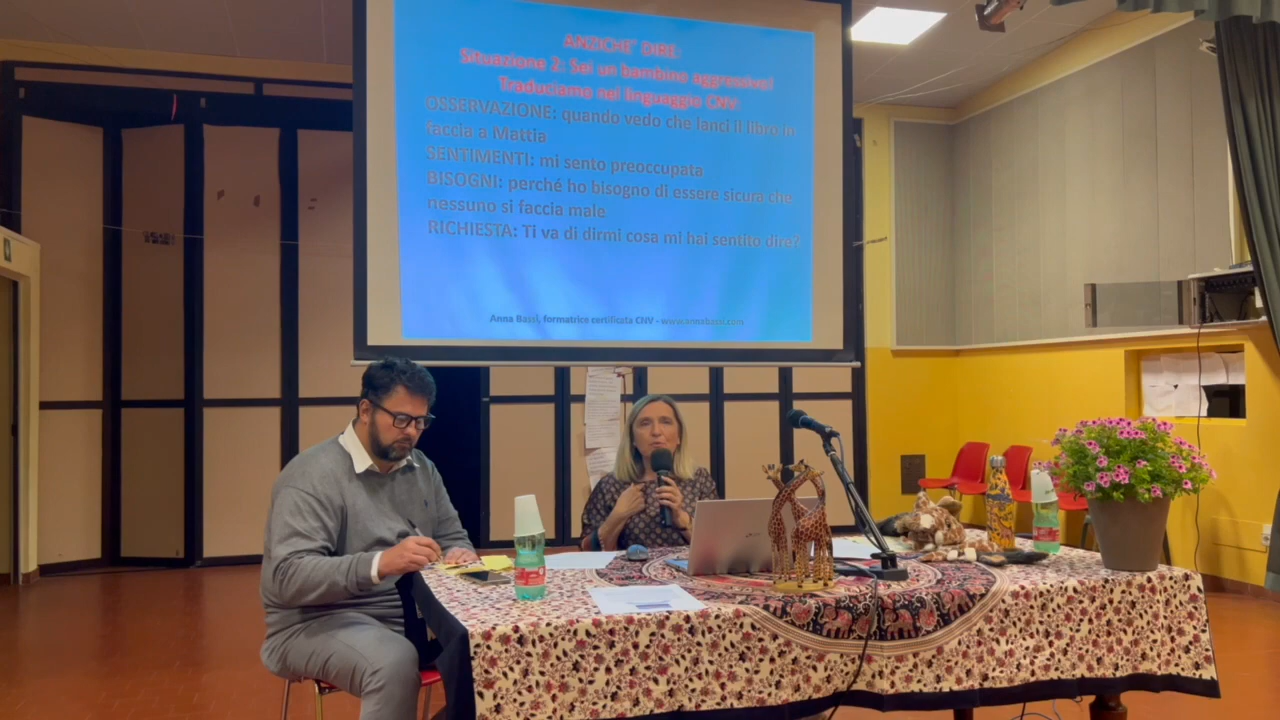 ANZICHE' DIRE:
Situazione 2: Sei un bambino aggressivo!
Traduciamo nel linguaggio CNV:
OSSERVAZIONE: quando vedo che lanci il libro in
faccia a Mattia
SENTIMENTI: mi sento preoccupata
BISOGNI: perché ho bisogno di essere sicura che
nessuno si faccia male
RICHIESTA: Ti va di dirmi cosa mi hai sentito dire?
Anna Bassi, formatrice certificata CNV - www.annabassi.com